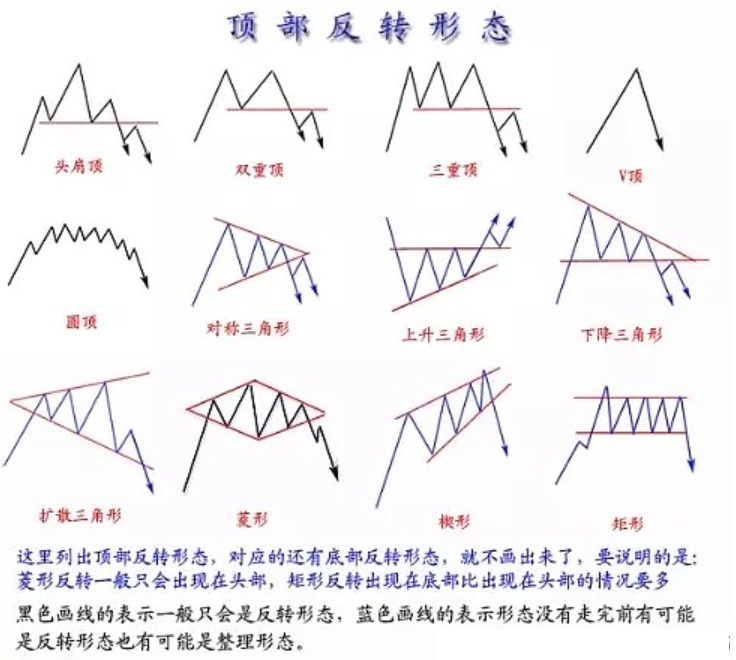 顶部反转形态
头肩顶
双重顶
三重顶
V顶
圆顶
对称三角形
上升三角形
下降三角形
扩散三角形
菱形
楔形
矩形
这里列出顶部反转形态，对应的还有底部反转形态，就不画出来了，要说明的是：
菱形反转一般只会出现在头部，矩形反转出现在底部比出现在头部的情况要多
黑色画线的表示一般只会是反转形态，蓝色画线的表示形态没有走完前有可能
是反转形态也有可能是整理形态。